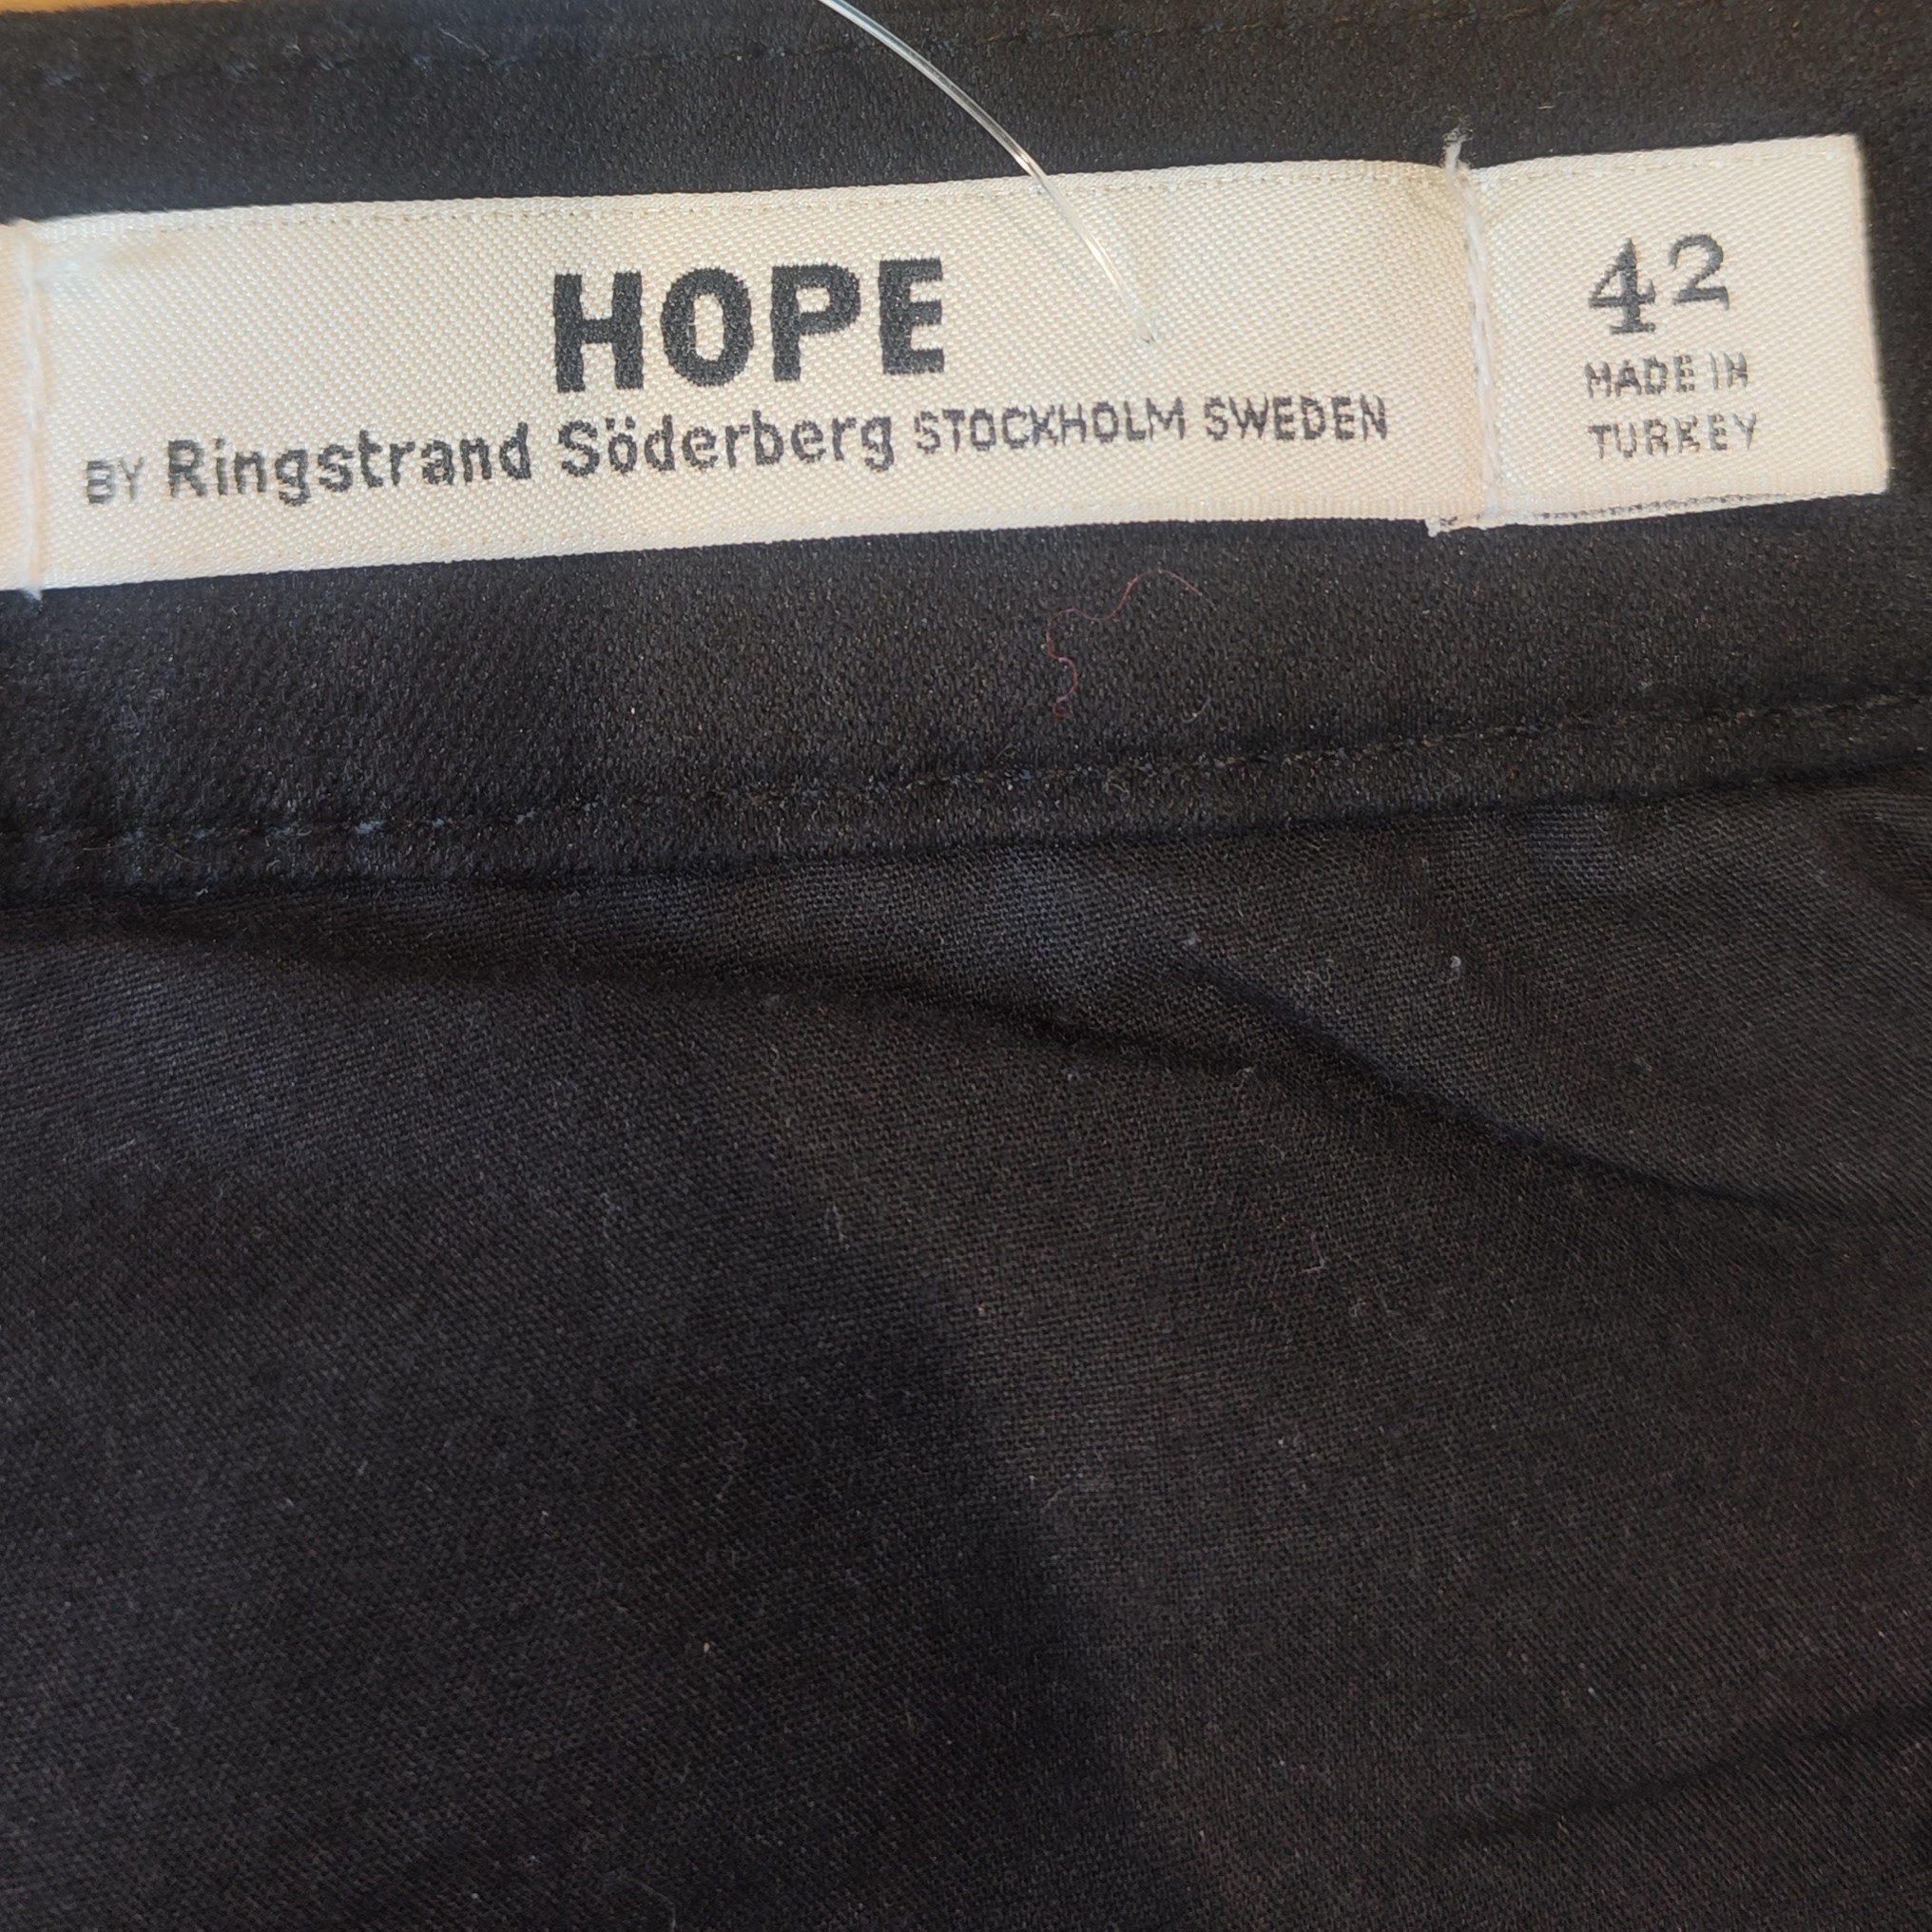 HOPE
BY Ringstrand Söderberg STOCKHOLM SWEDEN
42
MADE IN
TURKEY